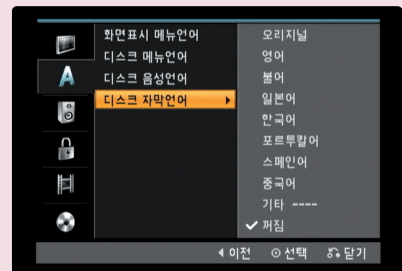 화면표시 메뉴언어
디스크 메뉴언어
디스크 음성언어
디스크 자막언어
오리지널
영어
불어
일본어
한국어
포르투칼어
스페인어
중국어
기타 ----
꺼짐
이전 선택 닫기